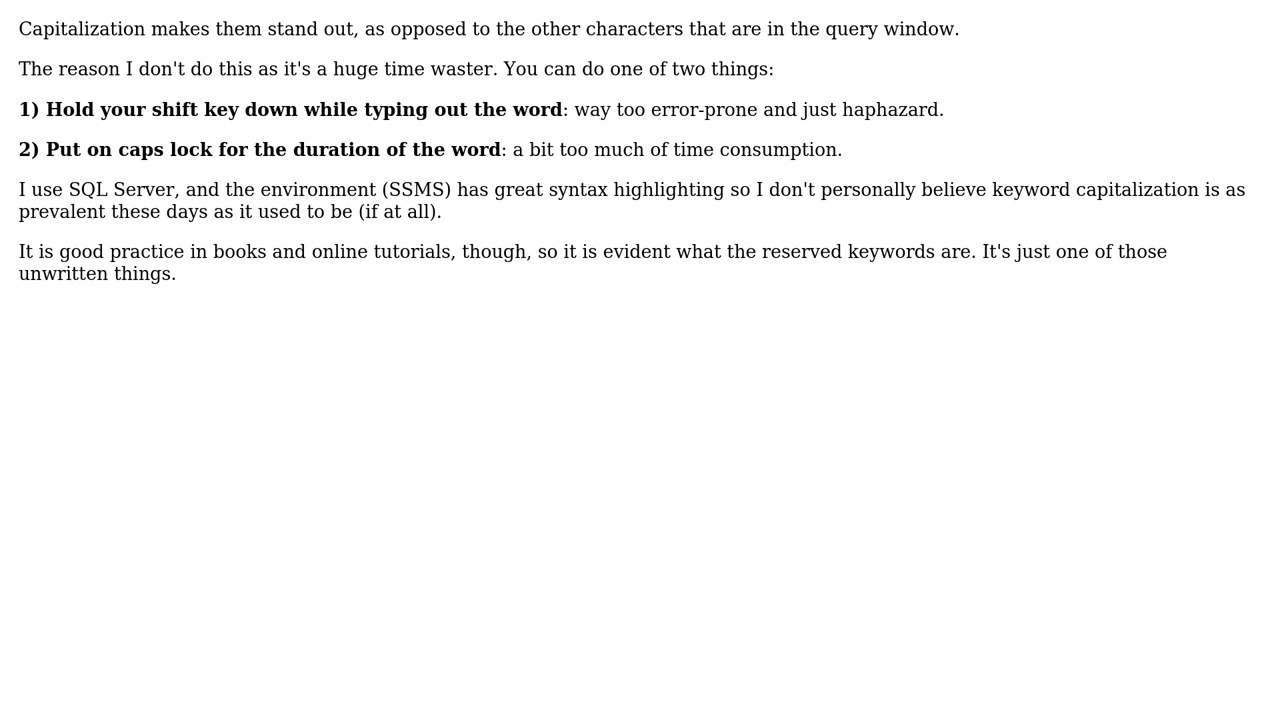 Capitalization makes them stand out, as opposed to the other characters that are in the query window.
The reason I don't do this as it's a huge time waster. You can do one of two things:
1) Hold your shift key down while typing out the word: way too error-prone and just haphazard.
2) Put on caps lock for the duration of the word: a bit too much of time consumption.
I use SQL Server, and the environment (SSMS) has great syntax highlighting so I don't personally believe keyword capitalization is as
prevalent these days as it used to be (if at all).
It is good practice in books and online tutorials, though, so it is evident what the reserved keywords are. It's just one of those
unwritten things.